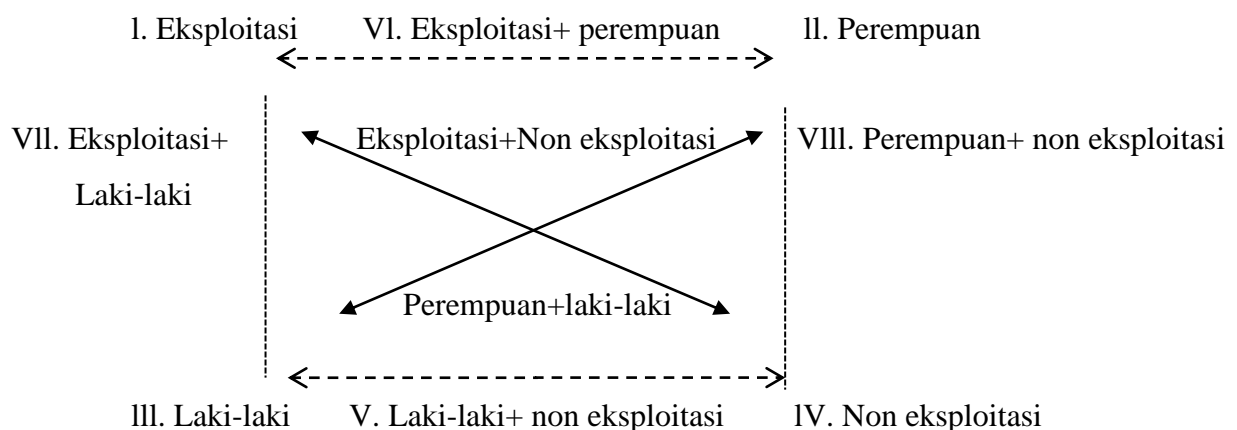 l. Eksploitasi Vl. Eksploitasi+ perempuan ll. Perempuan
Vll. Eksploitasi+ Eksploitasi+Non eksploitasi Vlll. Perempuan+ non eksploitasi
Laki-laki
Perempuan+laki-laki
lll. Laki-laki V. Laki-laki+ non eksploitasi lV. Non eksploitasi